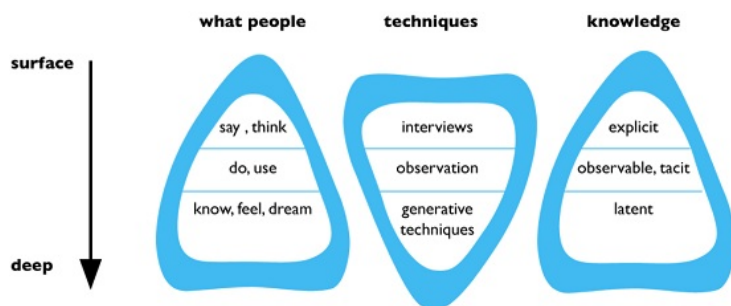 what people techniques knowledge
surface
say , think interviews explicit
do, use observation observable, tacit
know, feel, dream generative techniques latent
deep